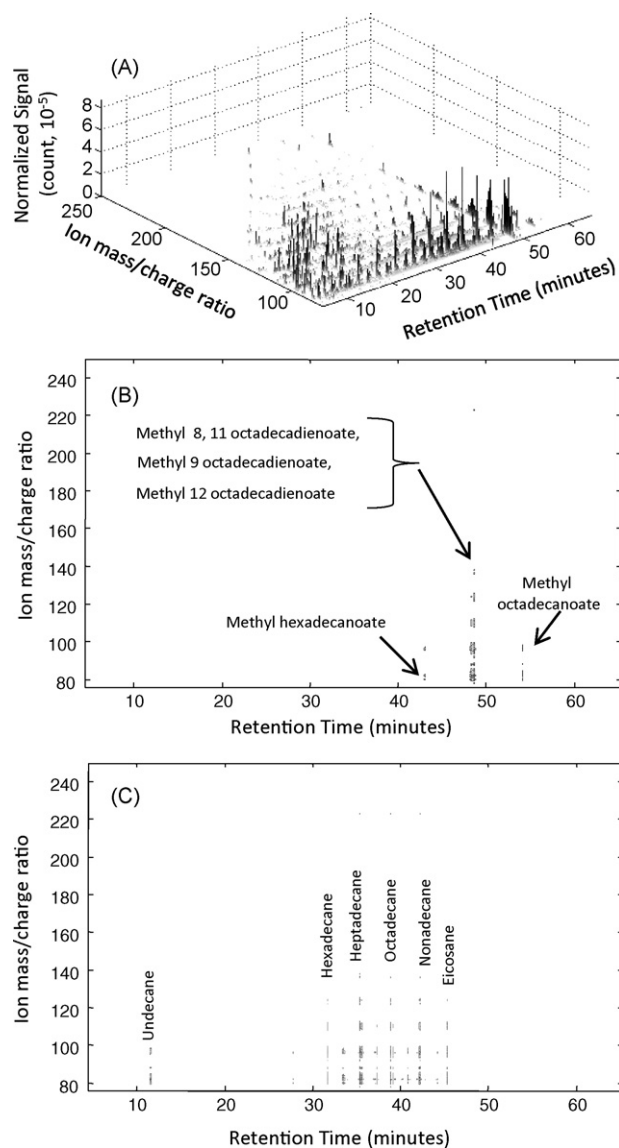 (A)
Normalized Signal
(count, 10-5)
8
6
4
2
0
250
200
150
100
Ion mass/charge ratio
10
20
30
40
50
60
Retention Time (minutes)
(B)
Ion mass/charge ratio
240
220
200
180
160
140
120
100
80
Methyl 8, 11 octadecadienoate,
Methyl 9 octadecadienoate,
Methyl 12 octadecadienoate
Methyl hexadecanoate
Methyl
octadecanoate
10 20 30 40 50 60
Retention Time (minutes)
(C)
Ion mass/charge ratio
240
220
200
180
160
140
120
100
80
Undecane
Hexadecane
Heptadecane
Octadecane
Nonadecane
Eicosane
10 20 30 40 50 60
Retention Time (minutes)